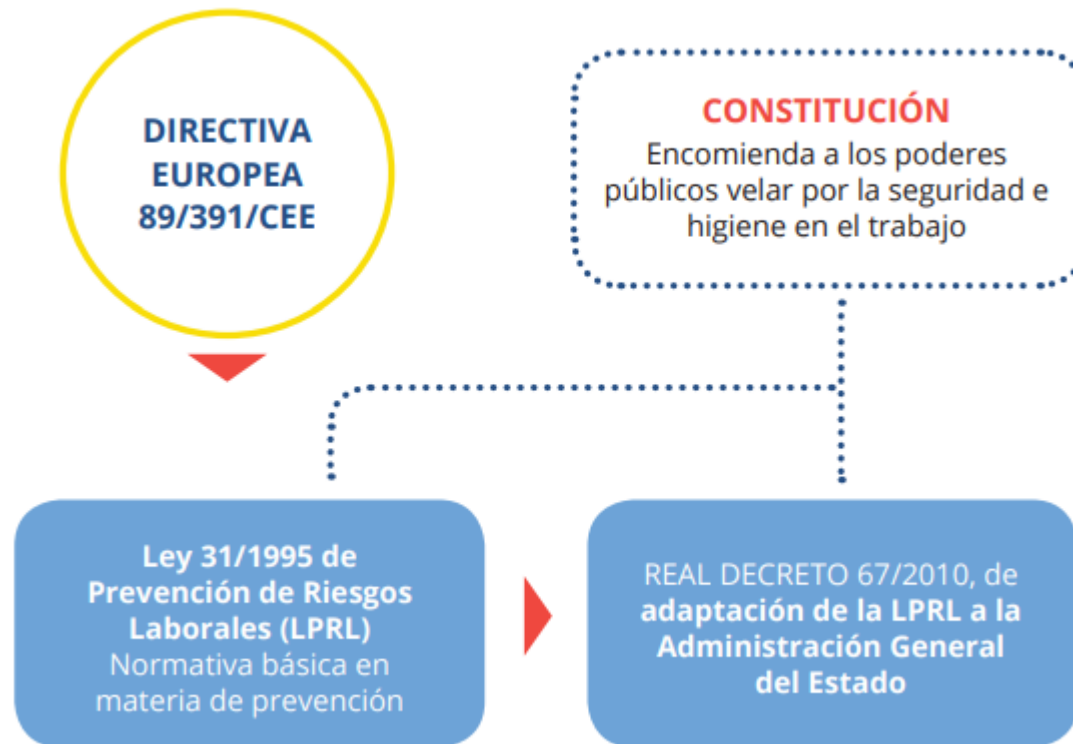 DIRECTIVA
EUROPEA
89/391/CEE
CONSTITUCIÓN
Encomienda a los poderes
públicos velar por la seguridad e
higiene en el trabajo
Ley 31/1995 de
Prevención de Riesgos
Laborales (LPRL)
Normativa básica en
materia de prevención
REAL DECRETO 67/2010, de
adaptación de la LPRL a la
Administración General
del Estado